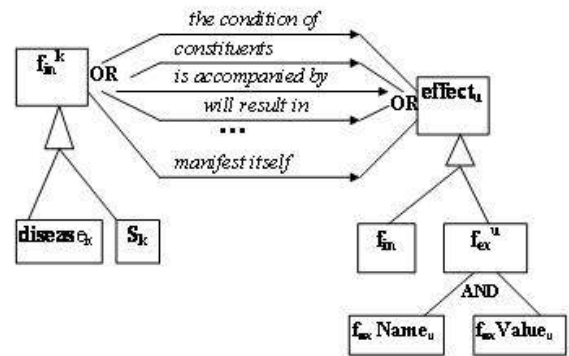 the condition of
constituents
is accompanied by
will result in
...
manifest itself
f_in^k
OR
OR
effect_u
disease_k
S_k
f_in
f_ex^u
AND
f_ex Name_u
f_ex Value_u